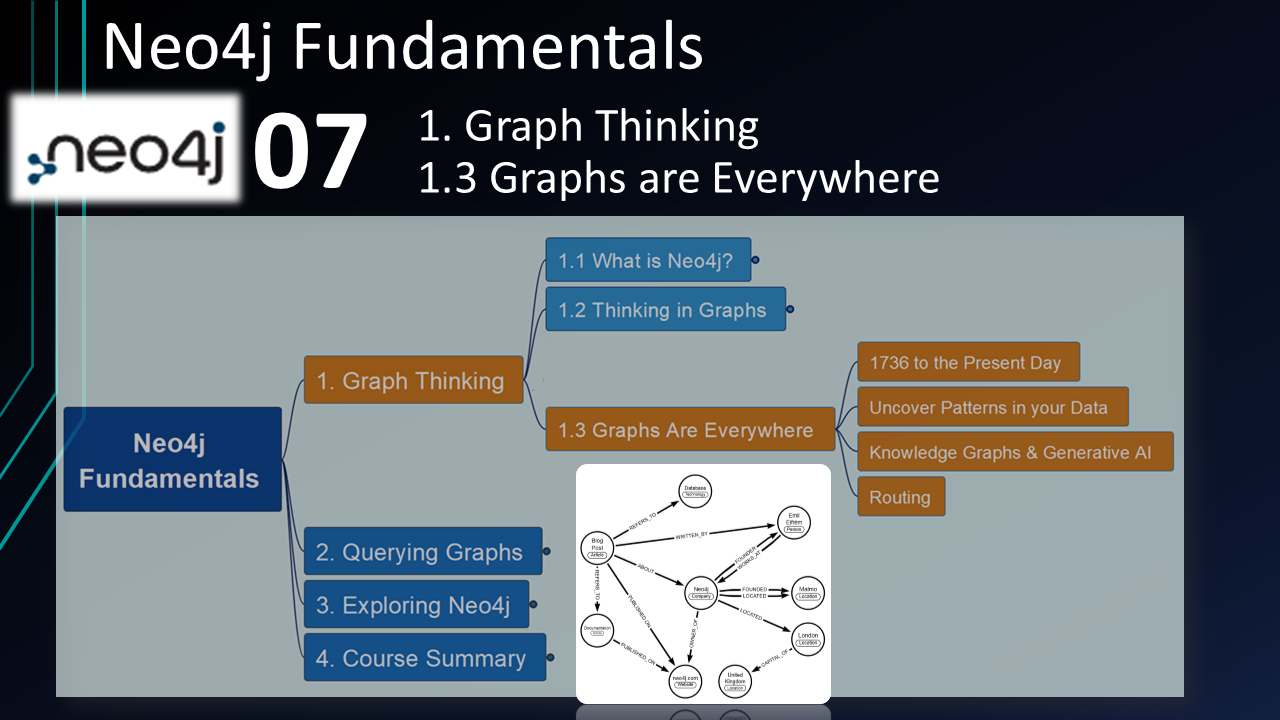 Neo4j Fundamentals
neo4j
07
1. Graph Thinking
1.3 Graphs are Everywhere
1.1 What is Neo4j?
1.2 Thinking in Graphs
1. Graph Thinking
1736 to the Present Day
Uncover Patterns in your Data
1.3 Graphs Are Everywhere
Knowledge Graphs & Generative AI
Routing
Neo4j
Fundamentals
2. Querying Graphs
3. Exploring Neo4j
4. Course Summary
Database
Technology
REFERS_TO
Emil
Eifrem
Person
WRITTEN_BY
Blog
Post
Article
ABOUT
FOUNDER
WORKS_AT
Neo4j
Company
FOUNDED
LOCATED
Malmo
Location
REFERS_TO
PUBLISHED_ON
OWNER_OF
LOCATED
London
Location
Documentation
PUBLISHED_ON
CAPITAL_OF
neo4j.com
Website
United
Kingdom
Location